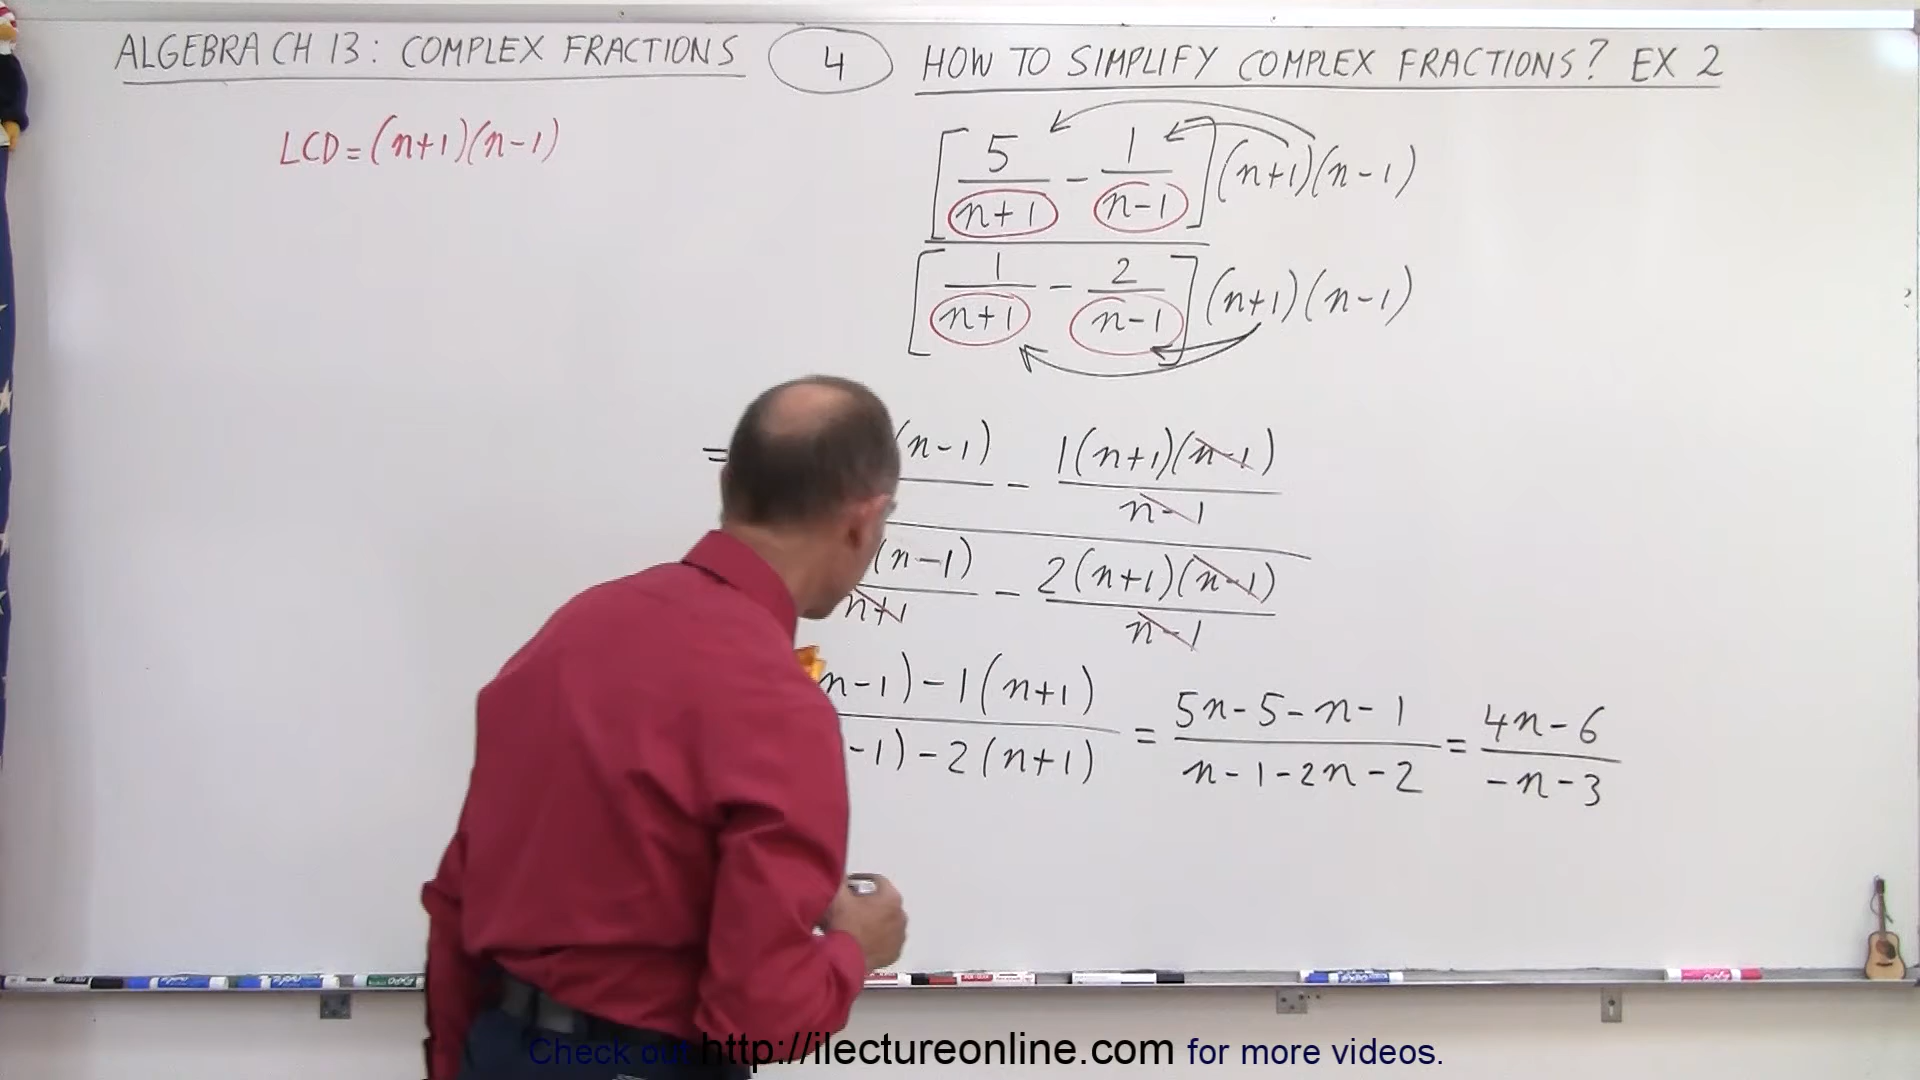 ALGEBRA CH 13: COMPLEX FRACTIONS 4 HOW TO SIMPLIFY COMPLEX FRACTIONS? EX 2
LCD = (n+1)(n-1)
[ 5 - 1 ] (n+1)(n-1)
n+1 n-1
[ 1 - 2 ] (n+1)(n-1)
n+1 n-1
= (n-1) - 1(n+1)(n-1)
n-1
(n-1) - 2(n+1)(n-1)
n+1 n-1
n-1) - 1(n+1) = 5n-5-n-1 = 4n-6
-1) - 2(n+1) n-1-2n-2 -n-3
Check out http://ilectureonline.com for more videos.